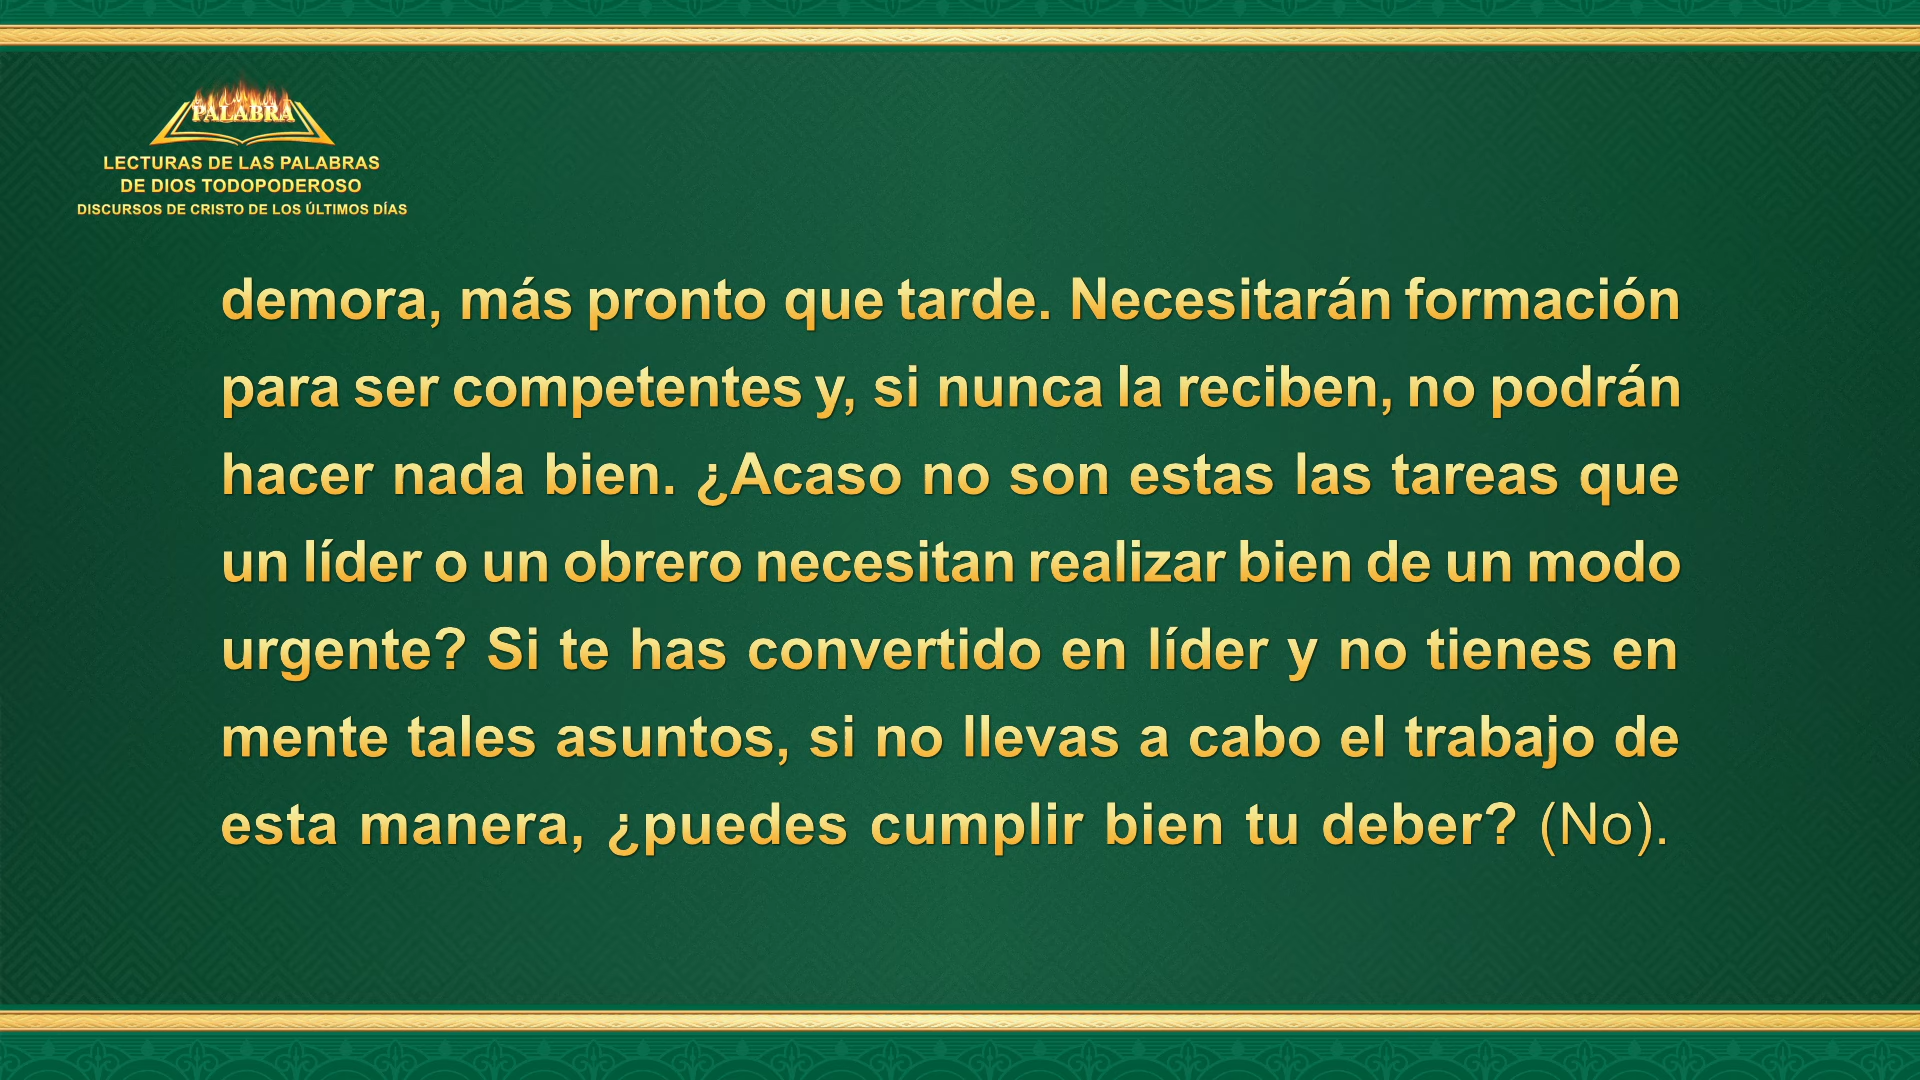 PALABRA
LECTURAS DE LAS PALABRAS
DE DIOS TODOPODEROSO
DISCURSOS DE CRISTO DE LOS ÚLTIMOS DÍAS
demora, más pronto que tarde. Necesitarán formación
para ser competentes y, si nunca la reciben, no podrán
hacer nada bien. ¿Acaso no son estas las tareas que
un líder o un obrero necesitan realizar bien de un modo
urgente? Si te has convertido en líder y no tienes en
mente tales asuntos, si no llevas a cabo el trabajo de
esta manera, ¿puedes cumplir bien tu deber? (No).